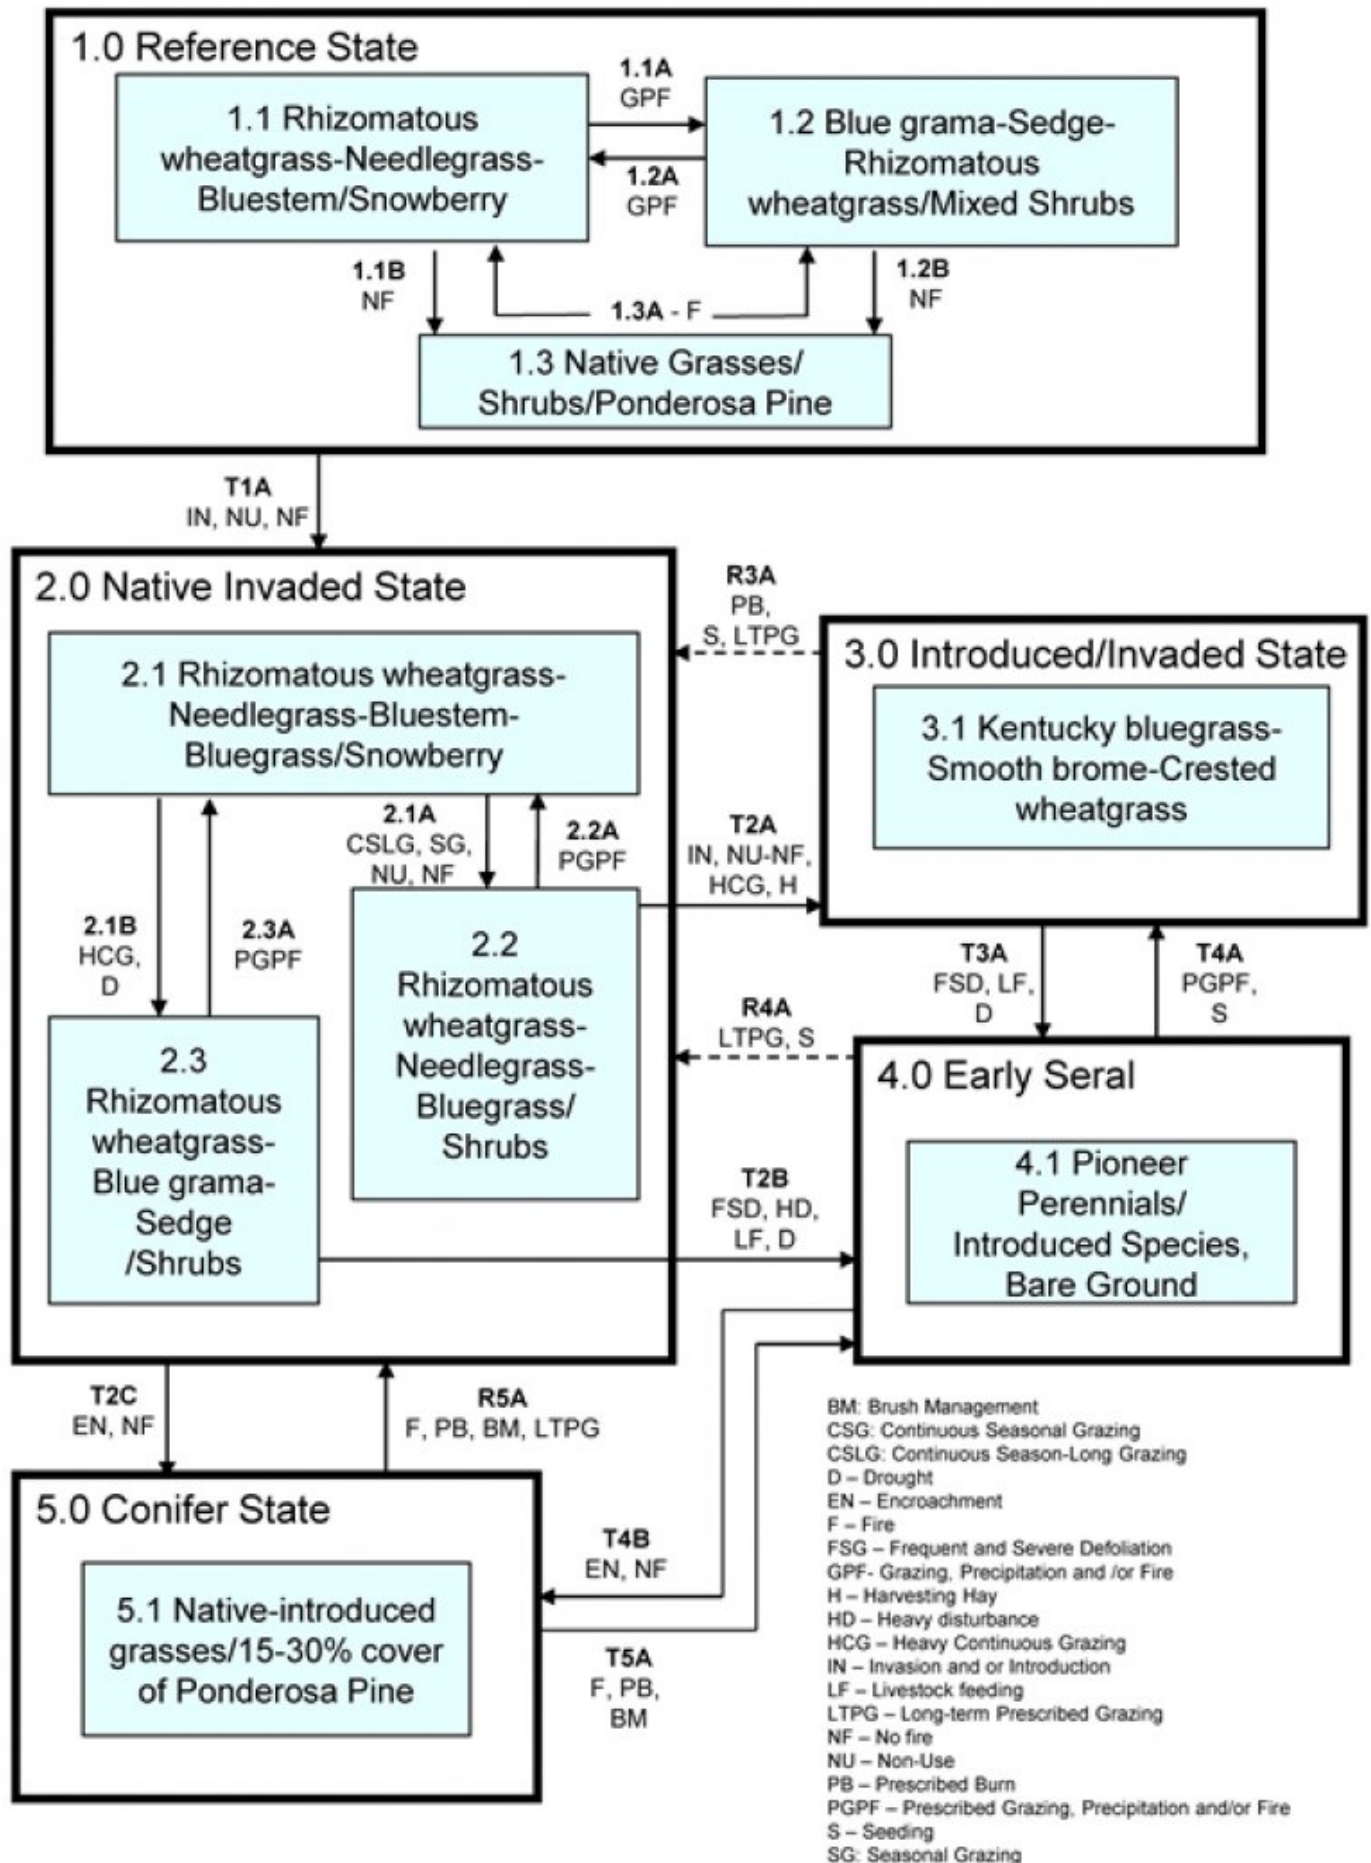 1.0 Reference State
1.1 Rhizomatous
wheatgrass-Needlegrass-
Bluestem/Snowberry
1.1A
GPF
1.2A
GPF
1.2 Blue grama-Sedge-
Rhizomatous
wheatgrass/Mixed Shrubs
1.1B
NF
1.3A - F
1.2B
NF
1.3 Native Grasses/
Shrubs/Ponderosa Pine
T1A
IN, NU, NF
2.0 Native Invaded State
2.1 Rhizomatous wheatgrass-
Needlegrass-Bluestem-
Bluegrass/Snowberry
2.1A
CSLG, SG,
NU, NF
2.2A
PGPF
2.1B
HCG,
D
2.3A
PGPF
2.2
Rhizomatous
wheatgrass-
Needlegrass-
Bluegrass/
Shrubs
2.3
Rhizomatous
wheatgrass-
Blue grama-
Sedge
/Shrubs
R3A
PB,
S, LTPG
3.0 Introduced/Invaded State
3.1 Kentucky bluegrass-
Smooth brome-Crested
wheatgrass
T2A
IN, NU-NF,
HCG, H
T3A
FSD, LF,
D
T4A
PGPF,
S
R4A
LTPG, S
4.0 Early Seral
4.1 Pioneer
Perennials/
Introduced Species,
Bare Ground
T2B
FSD, HD,
LF, D
T2C
EN, NF
R5A
F, PB, BM, LTPG
5.0 Conifer State
5.1 Native-introduced
grasses/15-30% cover
of Ponderosa Pine
T4B
EN, NF
T5A
F, PB,
BM
BM: Brush Management
CSG: Continuous Seasonal Grazing
CSLG: Continuous Season-Long Grazing
D – Drought
EN – Encroachment
F – Fire
FSG – Frequent and Severe Defoliation
GPF- Grazing, Precipitation and /or Fire
H – Harvesting Hay
HD – Heavy disturbance
HCG – Heavy Continuous Grazing
IN – Invasion and or Introduction
LF – Livestock feeding
LTPG – Long-term Prescribed Grazing
NF – No fire
NU – Non-Use
PB – Prescribed Burn
PGPF – Prescribed Grazing, Precipitation and/or Fire
S – Seeding
SG: Seasonal Grazing